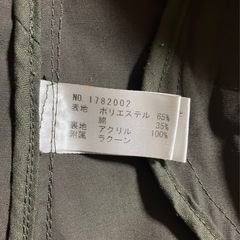 NO. 1782002
表地 ポリエステル 65%
綿 35%
裏地 アクリル 100%
附属 ラクーン